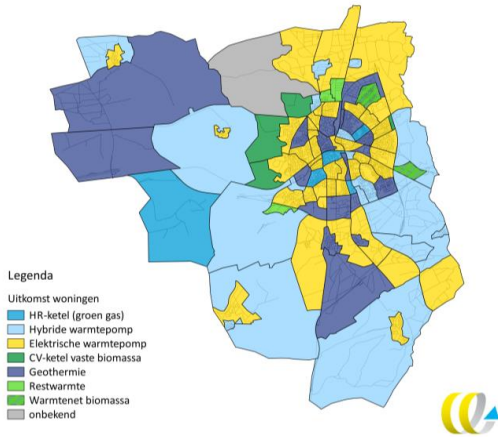 Legenda
Uitkomst woningen
HR-ketel (groen gas)
Hybride warmtepomp
Elektrische warmtepomp
CV-ketel vaste biomassa
Geothermie
Restwarmte
Warmtenet biomassa
onbekend